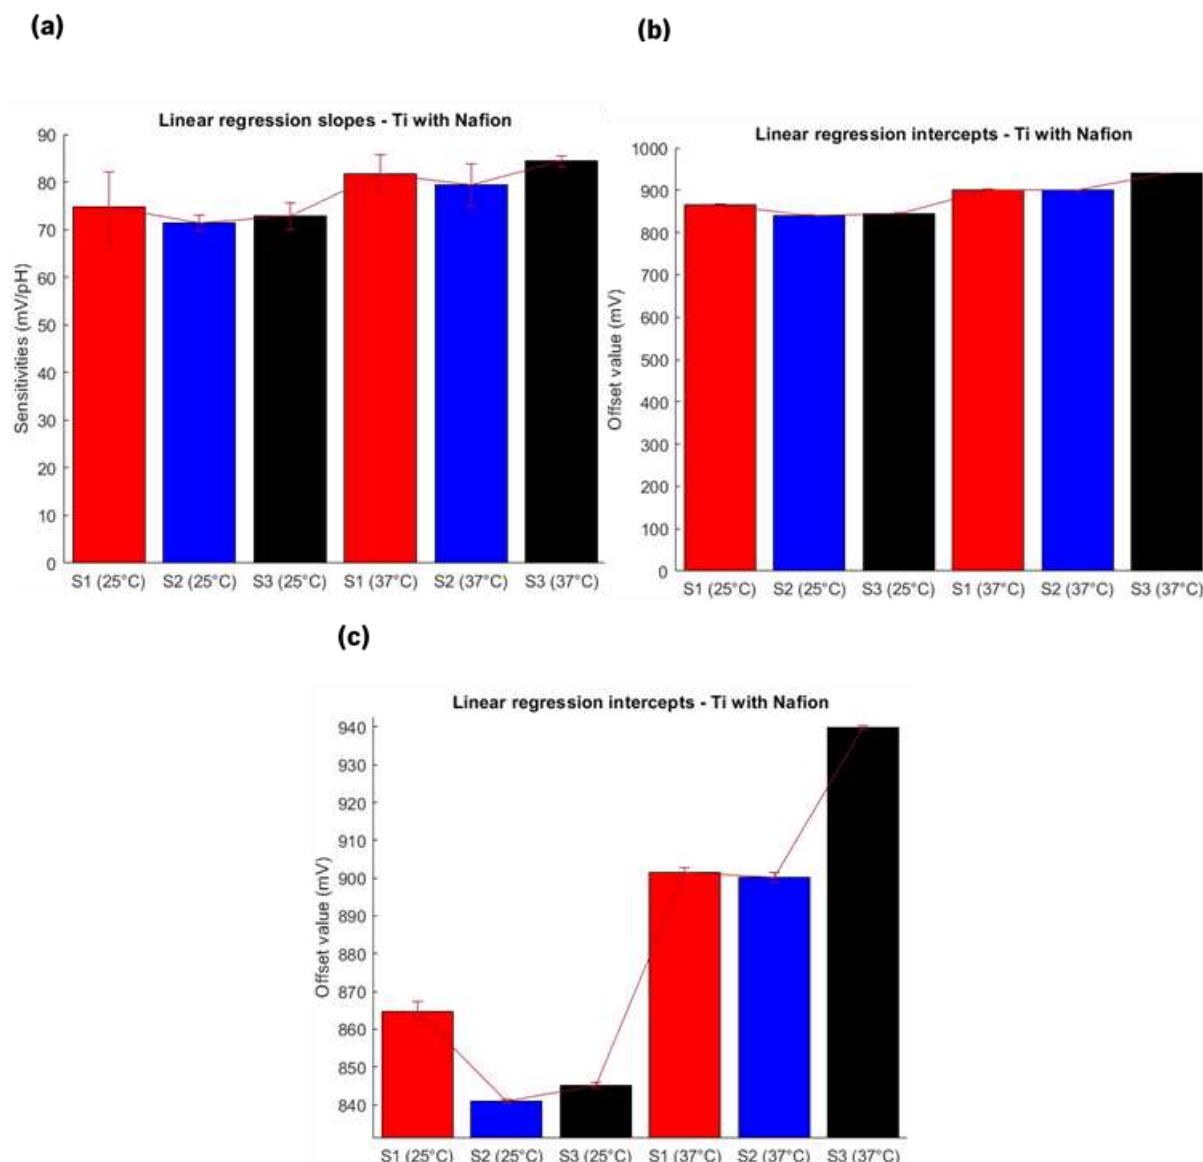 (a)
Linear regression slopes - Ti with Nafion
Sensitivities (mV/pH)
90
80
70
60
50
40
30
20
10
0
S1 (25°C) S2 (25°C) S3 (25°C) S1 (37°C) S2 (37°C) S3 (37°C)
(b)
Linear regression intercepts - Ti with Nafion
Offset value (mV)
1000
900
800
700
600
500
400
300
200
100
0
S1 (25°C) S2 (25°C) S3 (25°C) S1 (37°C) S2 (37°C) S3 (37°C)
(c)
Linear regression intercepts - Ti with Nafion
Offset value (mV)
940
930
920
910
900
890
880
870
860
850
840
S1 (25°C) S2 (25°C) S3 (25°C) S1 (37°C) S2 (37°C) S3 (37°C)